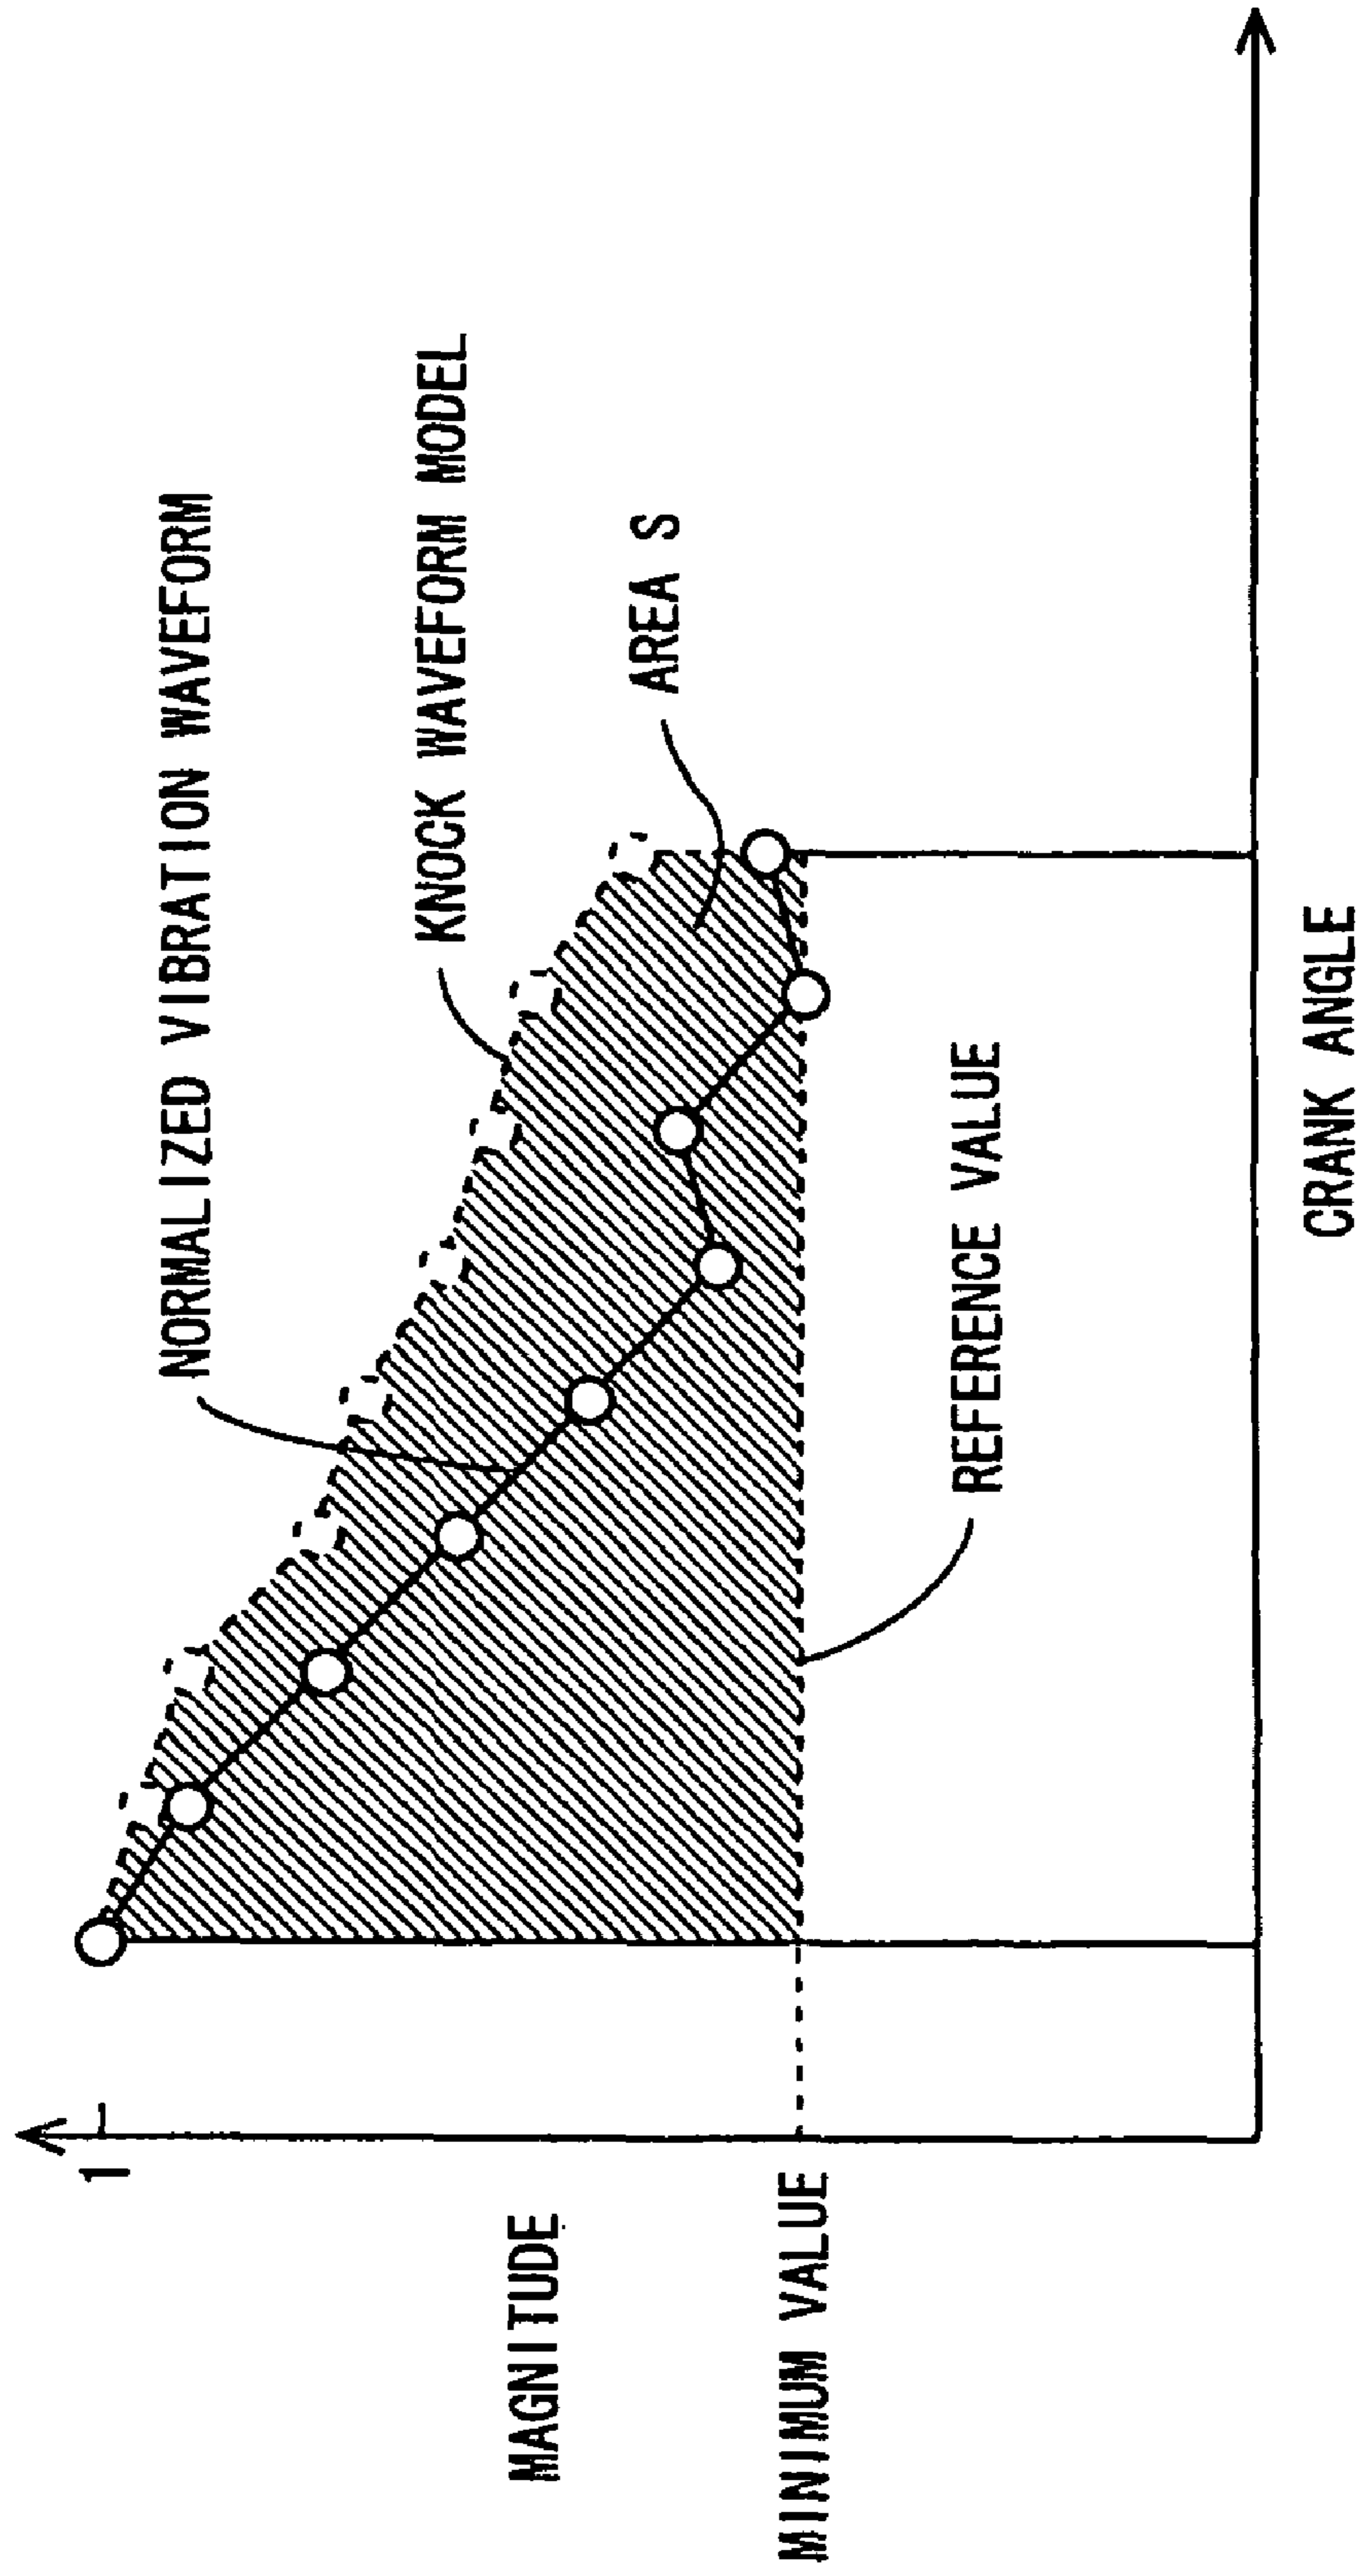 1
NORMALIZED VIBRATION WAVEFORM
KNOCK WAVEFORM MODEL
MAGNITUDE
AREA S
MINIMUM VALUE
REFERENCE VALUE
CRANK ANGLE